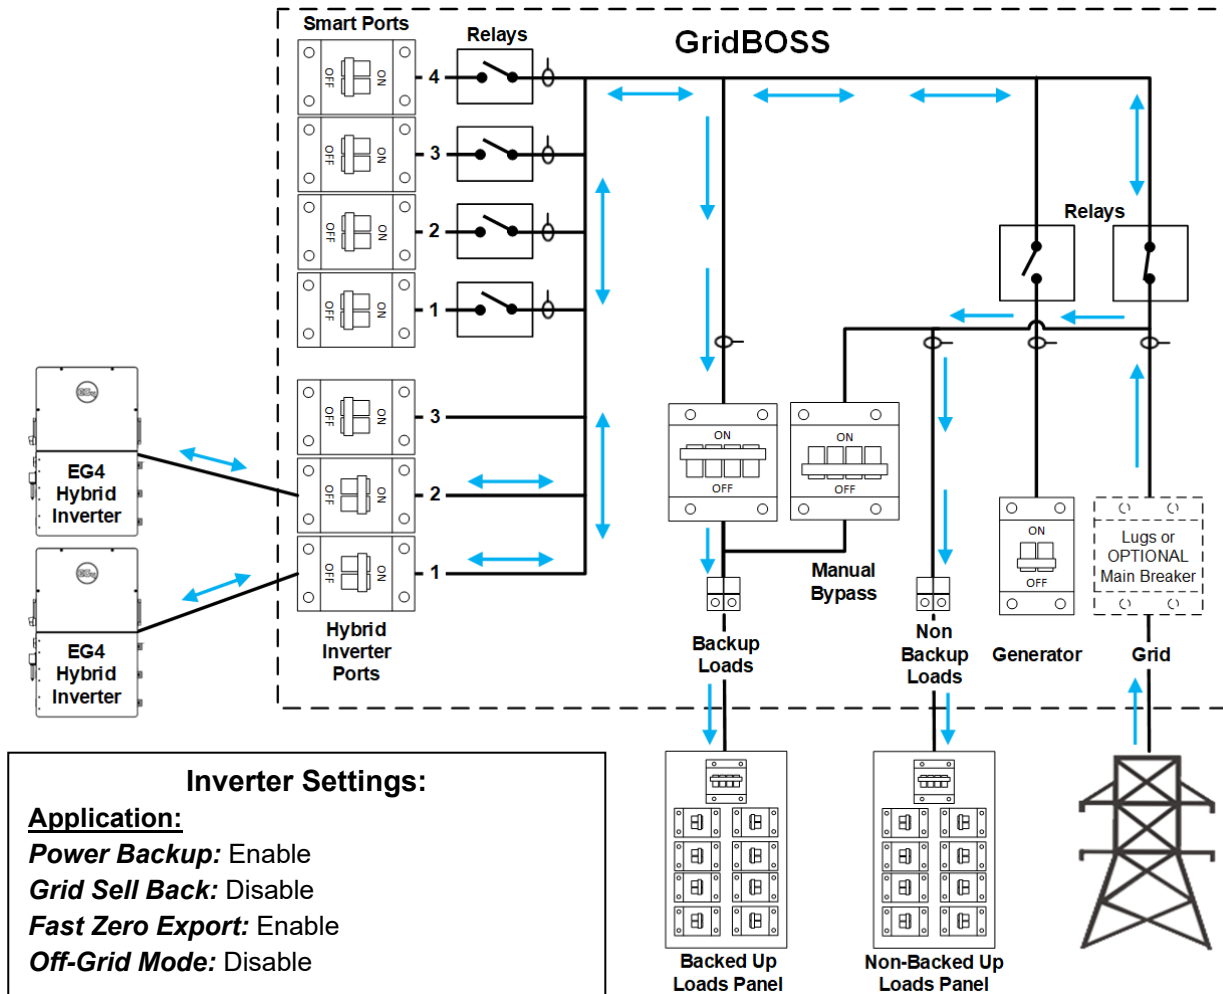 Smart Ports
Relays
GridBOSS
OFF
ON
4
OFF
ON
3
OFF
ON
2
OFF
ON
1
Relays
OFF
ON
3
OFF
ON
2
OFF
ON
1
EG4
Hybrid
Inverter
EG4
Hybrid
Inverter
Hybrid
Inverter
Ports
ON
OFF
ON
OFF
Manual
Bypass
ON
OFF
Lugs or
OPTIONAL
Main Breaker
Backup
Loads
Non
Backup
Loads
Generator
Grid
Inverter Settings:
Application:
Power Backup: Enable
Grid Sell Back: Disable
Fast Zero Export: Enable
Off-Grid Mode: Disable
Backed Up
Loads Panel
Non-Backed Up
Loads Panel